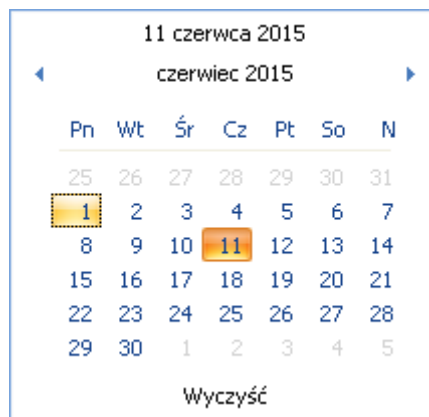 11 czerwca 2015
czerwiec 2015
Pn Wt Śr Cz Pt So N
25 26 27 28 29 30 31
1 2 3 4 5 6 7
8 9 10 11 12 13 14
15 16 17 18 19 20 21
22 23 24 25 26 27 28
29 30 1 2 3 4 5
Wyczyść